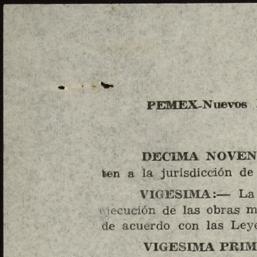 PEMEX-Nuevos
DECIMA NOVEN
ten a la jurisdicción de
VIGESIMA:— La
ejecución de las obras m
de acuerdo con las Leye
VIGESIMA PRIM